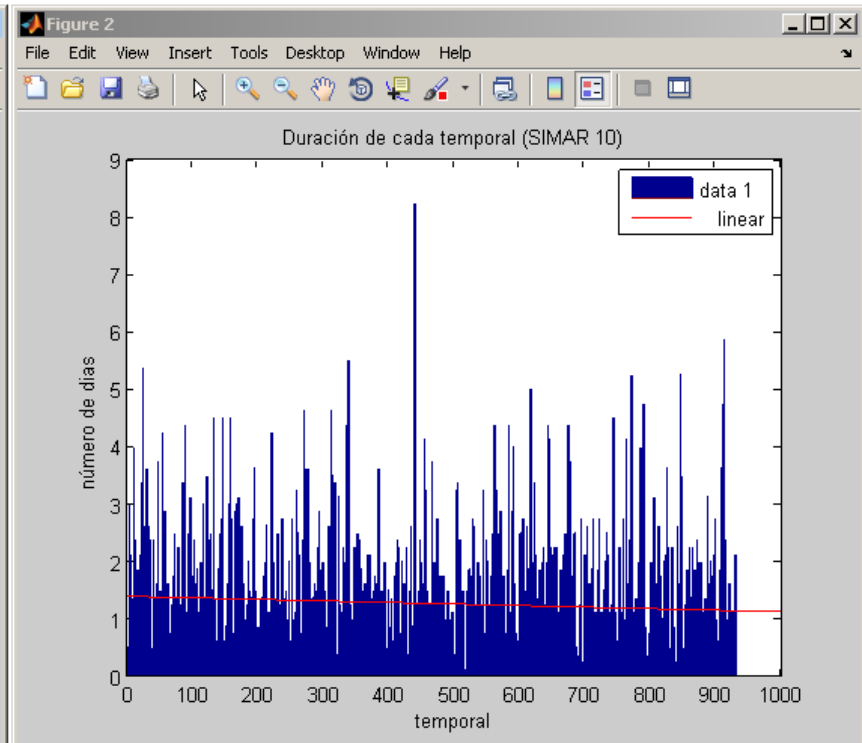 Figure 2
File Edit View Insert Tools Desktop Window Help
Duración de cada temporal (SIMAR 10)
data 1
linear
9
8
7
6
5
4
3
2
1
0
número de dias
0 100 200 300 400 500 600 700 800 900 1000
temporal